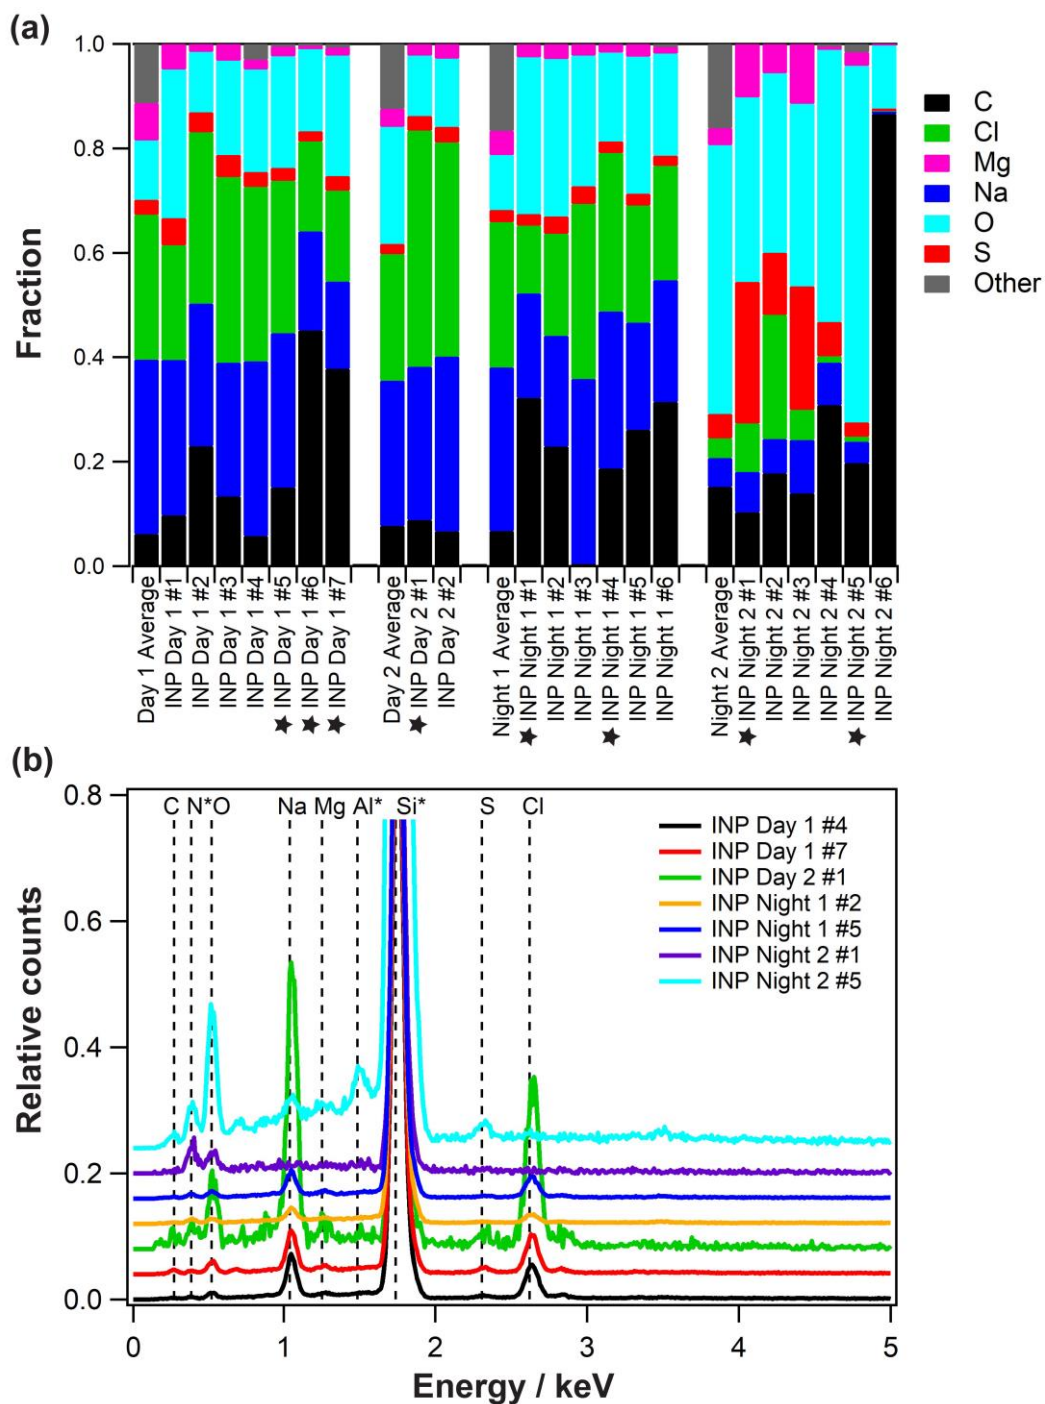 (a)
Fraction
1.0
0.8
0.6
0.4
0.2
0.0
C
Cl
Mg
Na
O
S
Other
Day 1 Average
INP Day 1 #1
INP Day 1 #2
INP Day 1 #3
INP Day 1 #4
★ INP Day 1 #5
★ INP Day 1 #6
★ INP Day 1 #7
Day 2 Average
★ INP Day 2 #1
INP Day 2 #2
Night 1 Average
★ INP Night 1 #1
INP Night 1 #2
INP Night 1 #3
★ INP Night 1 #4
INP Night 1 #5
INP Night 1 #6
Night 2 Average
★ INP Night 2 #1
INP Night 2 #2
INP Night 2 #3
INP Night 2 #4
★ INP Night 2 #5
INP Night 2 #6
(b)
Relative counts
0.8
0.6
0.4
0.2
0.0
C N* O Na Mg Al* Si* S Cl
INP Day 1 #4
INP Day 1 #7
INP Day 2 #1
INP Night 1 #2
INP Night 1 #5
INP Night 2 #1
INP Night 2 #5
0 1 2 3 4 5
Energy / keV